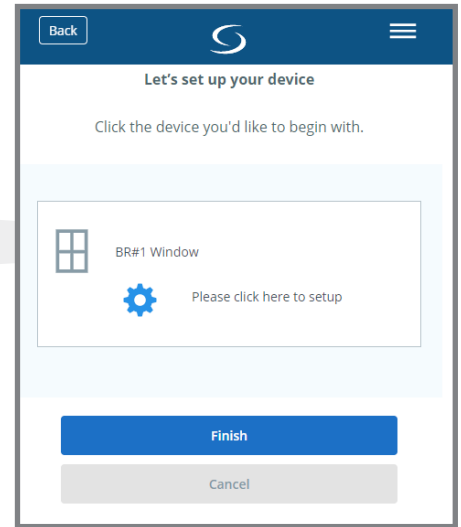 Back
Let's set up your device
Click the device you'd like to begin with.
BR#1 Window
Please click here to setup
Finish
Cancel